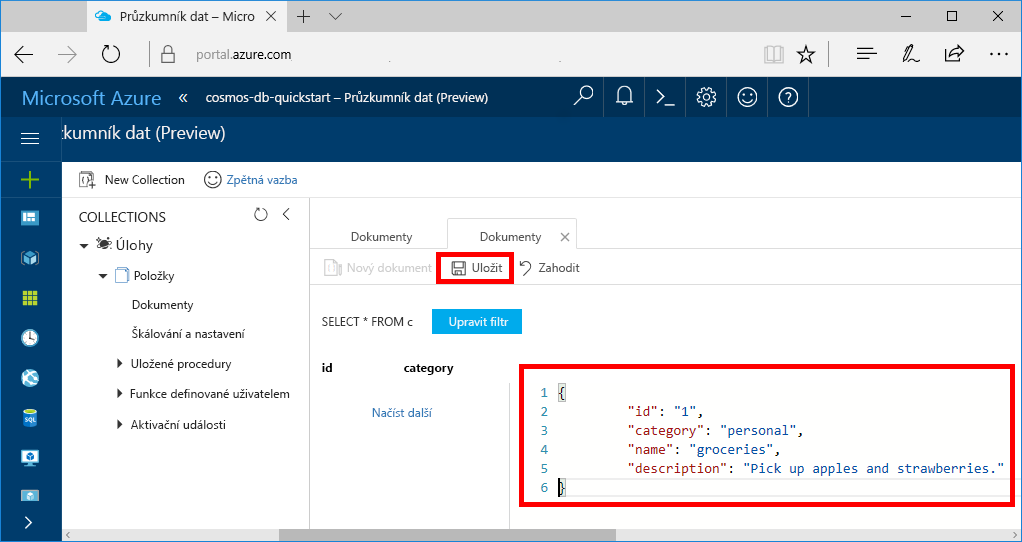 Průzkumník dat – Micro
portal.azure.com
Microsoft Azure « cosmos-db-quickstart – Průzkumník dat (Preview)
zkumník dat (Preview)
New Collection Zpětná vazba
COLLECTIONS
Úlohy
Položky
Dokumenty
Škálování a nastavení
Uložené procedury
Funkce definované uživatelem
Aktivační události
Dokumenty Dokumenty
Nový dokument Uložit Zahodit
SELECT * FROM c Upravit filtr
id category
Načíst další
1 {
2 "id": "1",
3 "category": "personal",
4 "name": "groceries",
5 "description": "Pick up apples and strawberries."
6 }
SQL